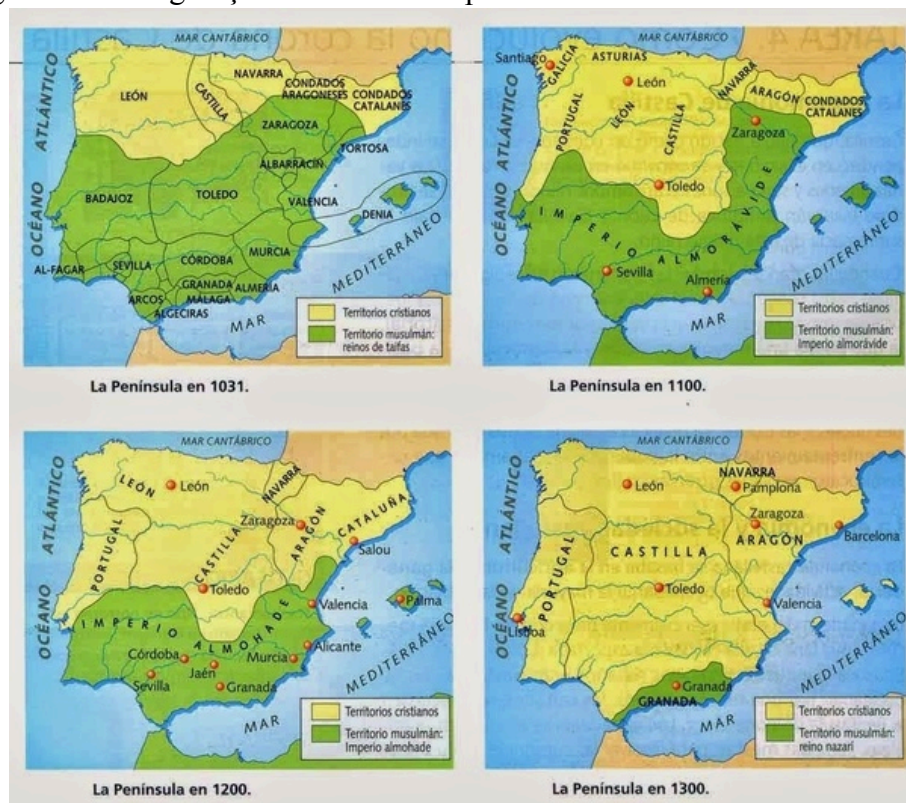 MAR CANTÁBRICO
OCÉANO ATLÁNTICO
LEÓN
CASTILLA
NAVARRA
CONDADOS
ARAGONESES
CONDADOS
CATALANES
ZARAGOZA
TORTOSA
ALBARRACÍN
BADAJOZ
TOLEDO
VALENCIA
DENIA
MURCIA
AL-FAGAR
SEVILLA
CÓRDOBA
GRANADA
ALMERIA
ARCOS
MÁLAGA
ALGECIRAS
MAR MEDITERRÁNEO
Territorios cristianos
Territorio musulmán:
reinos de taifas
La Península en 1031.
MAR CANTÁBRICO
OCÉANO ATLÁNTICO
Santiago
GALICIA
ASTURIAS
León
NAVARRA
ARAGÓN
CONDADOS
CATALANES
PORTUGAL
LEÓN
CASTILLA
Zaragoza
Toledo
IMPERIO ALMORÁVIDE
Sevilla
Almería
MAR MEDITERRÁNEO
Territorios cristianos
Territorio musulmán:
Imperio almorávide
La Península en 1100.
MAR CANTÁBRICO
OCÉANO ATLÁNTICO
LEÓN
León
NAVARRA
Zaragoza
ARAGÓN
CATALUÑA
Salou
PORTUGAL
CASTILLA
Toledo
Valencia
Palma
IMPERIO ALMOHADE
Córdoba
Jaén
Murcia
Alicante
Sevilla
Granada
MAR MEDITERRÁNEO
Territorios cristianos
Territorio musulmán:
Imperio almohade
La Península en 1200.
MAR CANTÁBRICO
OCÉANO ATLÁNTICO
NAVARRA
León
Pamplona
Zaragoza
ARAGÓN
Barcelona
PORTUGAL
CASTILLA
Toledo
Valencia
Lisboa
Granada
GRANADA
MAR MEDITERRÁNEO
Territorios cristianos
Territorio musulmán:
reino nazarí
La Península en 1300.